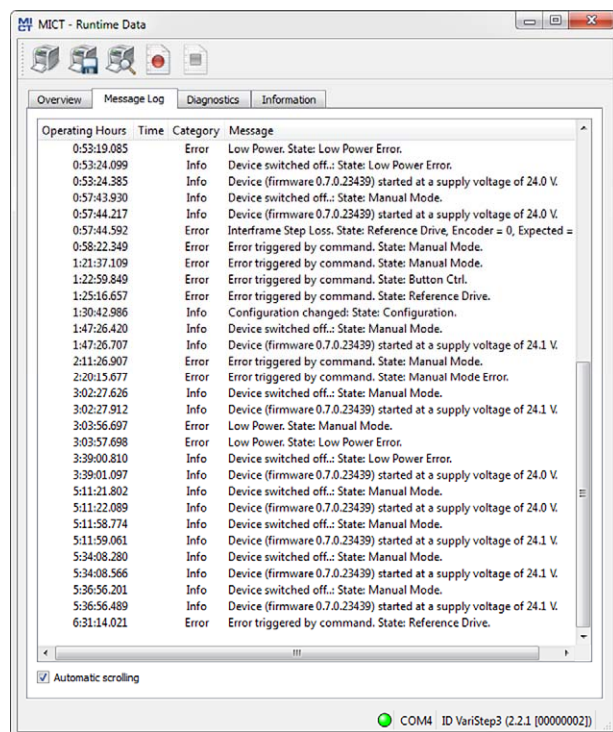 MICT - Runtime Data
Overview Message Log Diagnostics Information
Operating Hours Time Category Message
0:53:19.085 Error Low Power. State: Low Power Error.
0:53:24.099 Info Device switched off..: State: Low Power Error.
0:53:24.385 Info Device (firmware 0.7.0.23439) started at a supply voltage of 24.0 V.
0:57:43.930 Info Device switched off..: State: Manual Mode.
0:57:44.217 Info Device (firmware 0.7.0.23439) started at a supply voltage of 24.0 V.
0:57:44.592 Error Interframe Step Loss. State: Reference Drive, Encoder = 0, Expected =
0:58:22.349 Error Error triggered by command. State: Manual Mode.
1:21:37.109 Error Error triggered by command. State: Manual Mode.
1:22:59.849 Error Error triggered by command. State: Button Ctrl.
1:25:16.657 Error Error triggered by command. State: Reference Drive.
1:30:42.986 Info Configuration changed: State: Configuration.
1:47:26.420 Info Device switched off..: State: Manual Mode.
1:47:26.707 Info Device (firmware 0.7.0.23439) started at a supply voltage of 24.1 V.
2:11:26.907 Error Error triggered by command. State: Manual Mode.
2:20:15.677 Error Error triggered by command. State: Manual Mode Error.
3:02:27.626 Info Device switched off..: State: Manual Mode.
3:02:27.912 Info Device (firmware 0.7.0.23439) started at a supply voltage of 24.1 V.
3:03:56.697 Error Low Power. State: Manual Mode.
3:03:57.698 Error Low Power. State: Low Power Error.
3:39:00.810 Info Device switched off..: State: Low Power Error.
3:39:01.097 Info Device (firmware 0.7.0.23439) started at a supply voltage of 24.0 V.
5:11:21.802 Info Device switched off..: State: Manual Mode.
5:11:22.089 Info Device (firmware 0.7.0.23439) started at a supply voltage of 24.0 V.
5:11:58.774 Info Device switched off..: State: Manual Mode.
5:11:59.061 Info Device (firmware 0.7.0.23439) started at a supply voltage of 24.1 V.
5:34:08.280 Info Device switched off..: State: Manual Mode.
5:34:08.566 Info Device (firmware 0.7.0.23439) started at a supply voltage of 24.1 V.
5:36:56.201 Info Device switched off..: State: Manual Mode.
5:36:56.489 Info Device (firmware 0.7.0.23439) started at a supply voltage of 24.1 V.
6:31:14.021 Error Error triggered by command. State: Reference Drive.
Automatic scrolling
COM4 ID VariStep3 (2.2.1 [00000002])